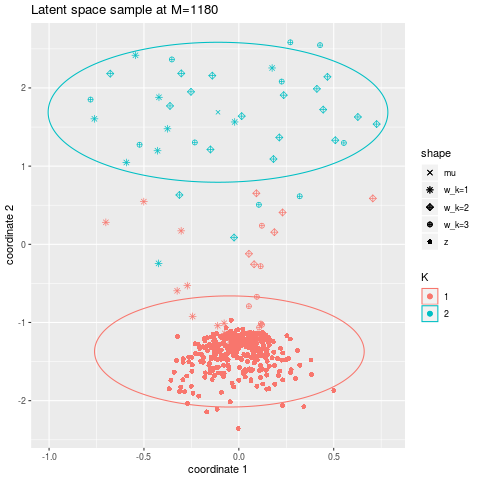 Latent space sample at M=1180
coordinate 2
2
1
0
-1
-2
-1.0
-0.5
0.0
0.5
coordinate 1
shape
mu
w_k=1
w_k=2
w_k=3
z
K
1
2